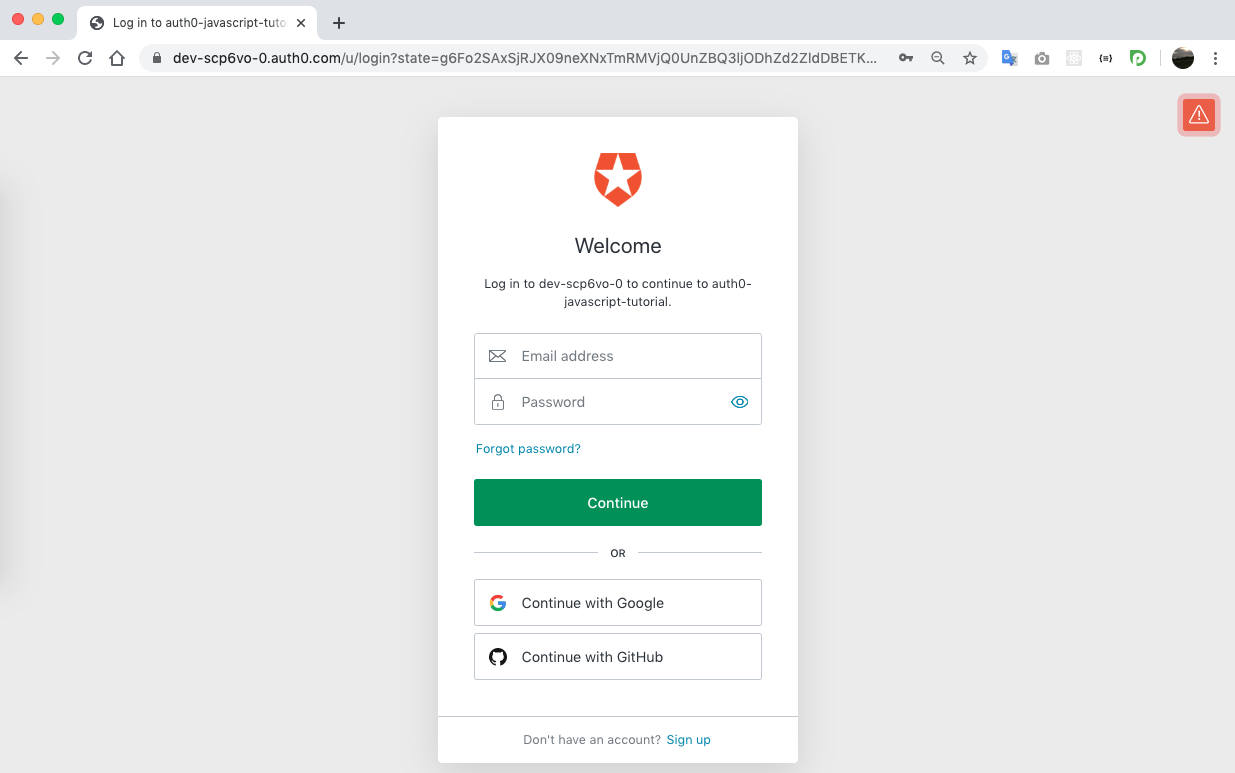 Log in to auth0-javascript-tuto
dev-scp6vo-0.auth0.com/u/login?state=g6Fo2SAxSjRJX09neXNxTmRMVjQ0UnZBQ3ljODhZd2ZldDBETK...
Welcome
Log in to dev-scp6vo-0 to continue to auth0-
javascript-tutorial.
Email address
Password
Forgot password?
Continue
OR
Continue with Google
Continue with GitHub
Don't have an account? Sign up